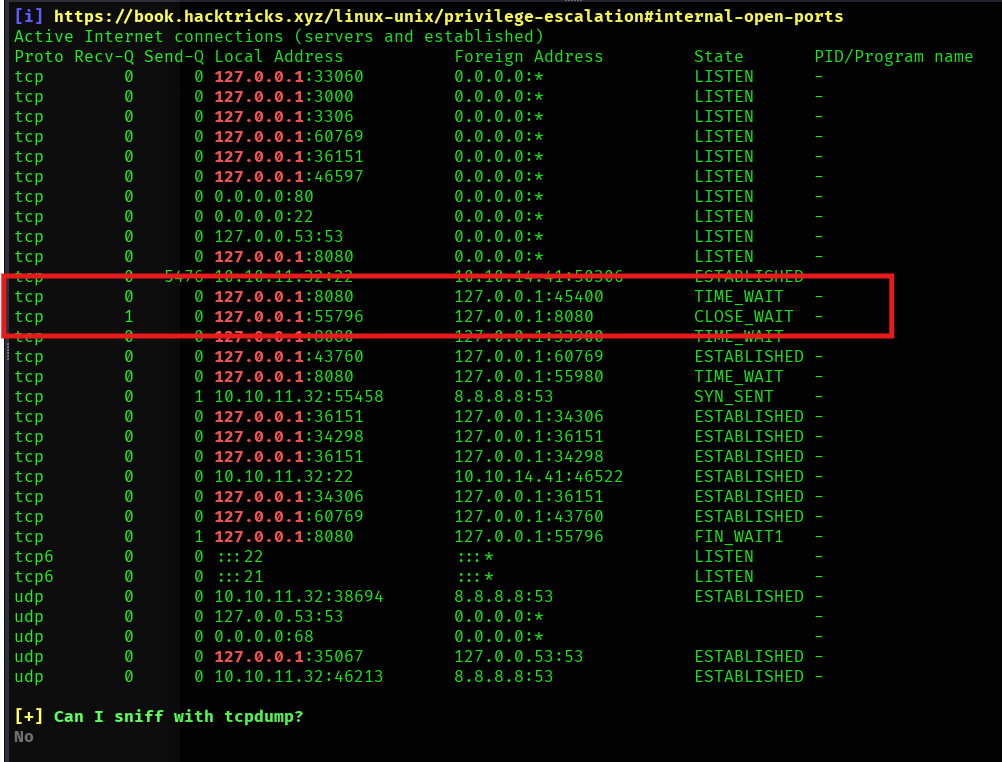 [i] https://book.hacktricks.xyz/linux-unix/privilege-escalation#internal-open-ports
Active Internet connections (servers and established)
Proto Recv-Q Send-Q Local Address           Foreign Address         State       PID/Program name
tcp        0      0 127.0.0.1:33060         0.0.0.0:*               LISTEN      -
tcp        0      0 127.0.0.1:3000          0.0.0.0:*               LISTEN      -
tcp        0      0 127.0.0.1:3306          0.0.0.0:*               LISTEN      -
tcp        0      0 127.0.0.1:60769         0.0.0.0:*               LISTEN      -
tcp        0      0 127.0.0.1:36151         0.0.0.0:*               LISTEN      -
tcp        0      0 127.0.0.1:46597         0.0.0.0:*               LISTEN      -
tcp        0      0 0.0.0.0:80              0.0.0.0:*               LISTEN      -
tcp        0      0 0.0.0.0:22              0.0.0.0:*               LISTEN      -
tcp        0      0 127.0.0.53:53           0.0.0.0:*               LISTEN      -
tcp        0      0 127.0.0.1:8080          0.0.0.0:*               LISTEN      -
tcp        0   5476 10.10.11.32:22          10.10.14.41:50306       ESTABLISHED -
tcp        0      0 127.0.0.1:8080          127.0.0.1:45400         TIME_WAIT   -
tcp        1      0 127.0.0.1:55796         127.0.0.1:8080          CLOSE_WAIT  -
tcp        0      0 127.0.0.1:8080          127.0.0.1:33900         TIME_WAIT   -
tcp        0      0 127.0.0.1:43760         127.0.0.1:60769         ESTABLISHED -
tcp        0      0 127.0.0.1:8080          127.0.0.1:55980         TIME_WAIT   -
tcp        0      1 10.10.11.32:55458       8.8.8.8:53              SYN_SENT    -
tcp        0      0 127.0.0.1:36151         127.0.0.1:34306         ESTABLISHED -
tcp        0      0 127.0.0.1:34298         127.0.0.1:36151         ESTABLISHED -
tcp        0      0 127.0.0.1:36151         127.0.0.1:34298         ESTABLISHED -
tcp        0      0 10.10.11.32:22          10.10.14.41:46522       ESTABLISHED -
tcp        0      0 127.0.0.1:34306         127.0.0.1:36151         ESTABLISHED -
tcp        0      0 127.0.0.1:60769         127.0.0.1:43760         ESTABLISHED -
tcp        0      1 127.0.0.1:8080          127.0.0.1:55796         FIN_WAIT1   -
tcp6       0      0 :::22                   :::*                    LISTEN      -
tcp6       0      0 :::21                   :::*                    LISTEN      -
udp        0      0 10.10.11.32:38694       8.8.8.8:53              ESTABLISHED -
udp        0      0 127.0.0.53:53           0.0.0.0:*                           -
udp        0      0 0.0.0.0:68              0.0.0.0:*                           -
udp        0      0 127.0.0.1:35067         127.0.0.53:53           ESTABLISHED -
udp        0      0 10.10.11.32:46213       8.8.8.8:53              ESTABLISHED -
[+] Can I sniff with tcpdump?
No